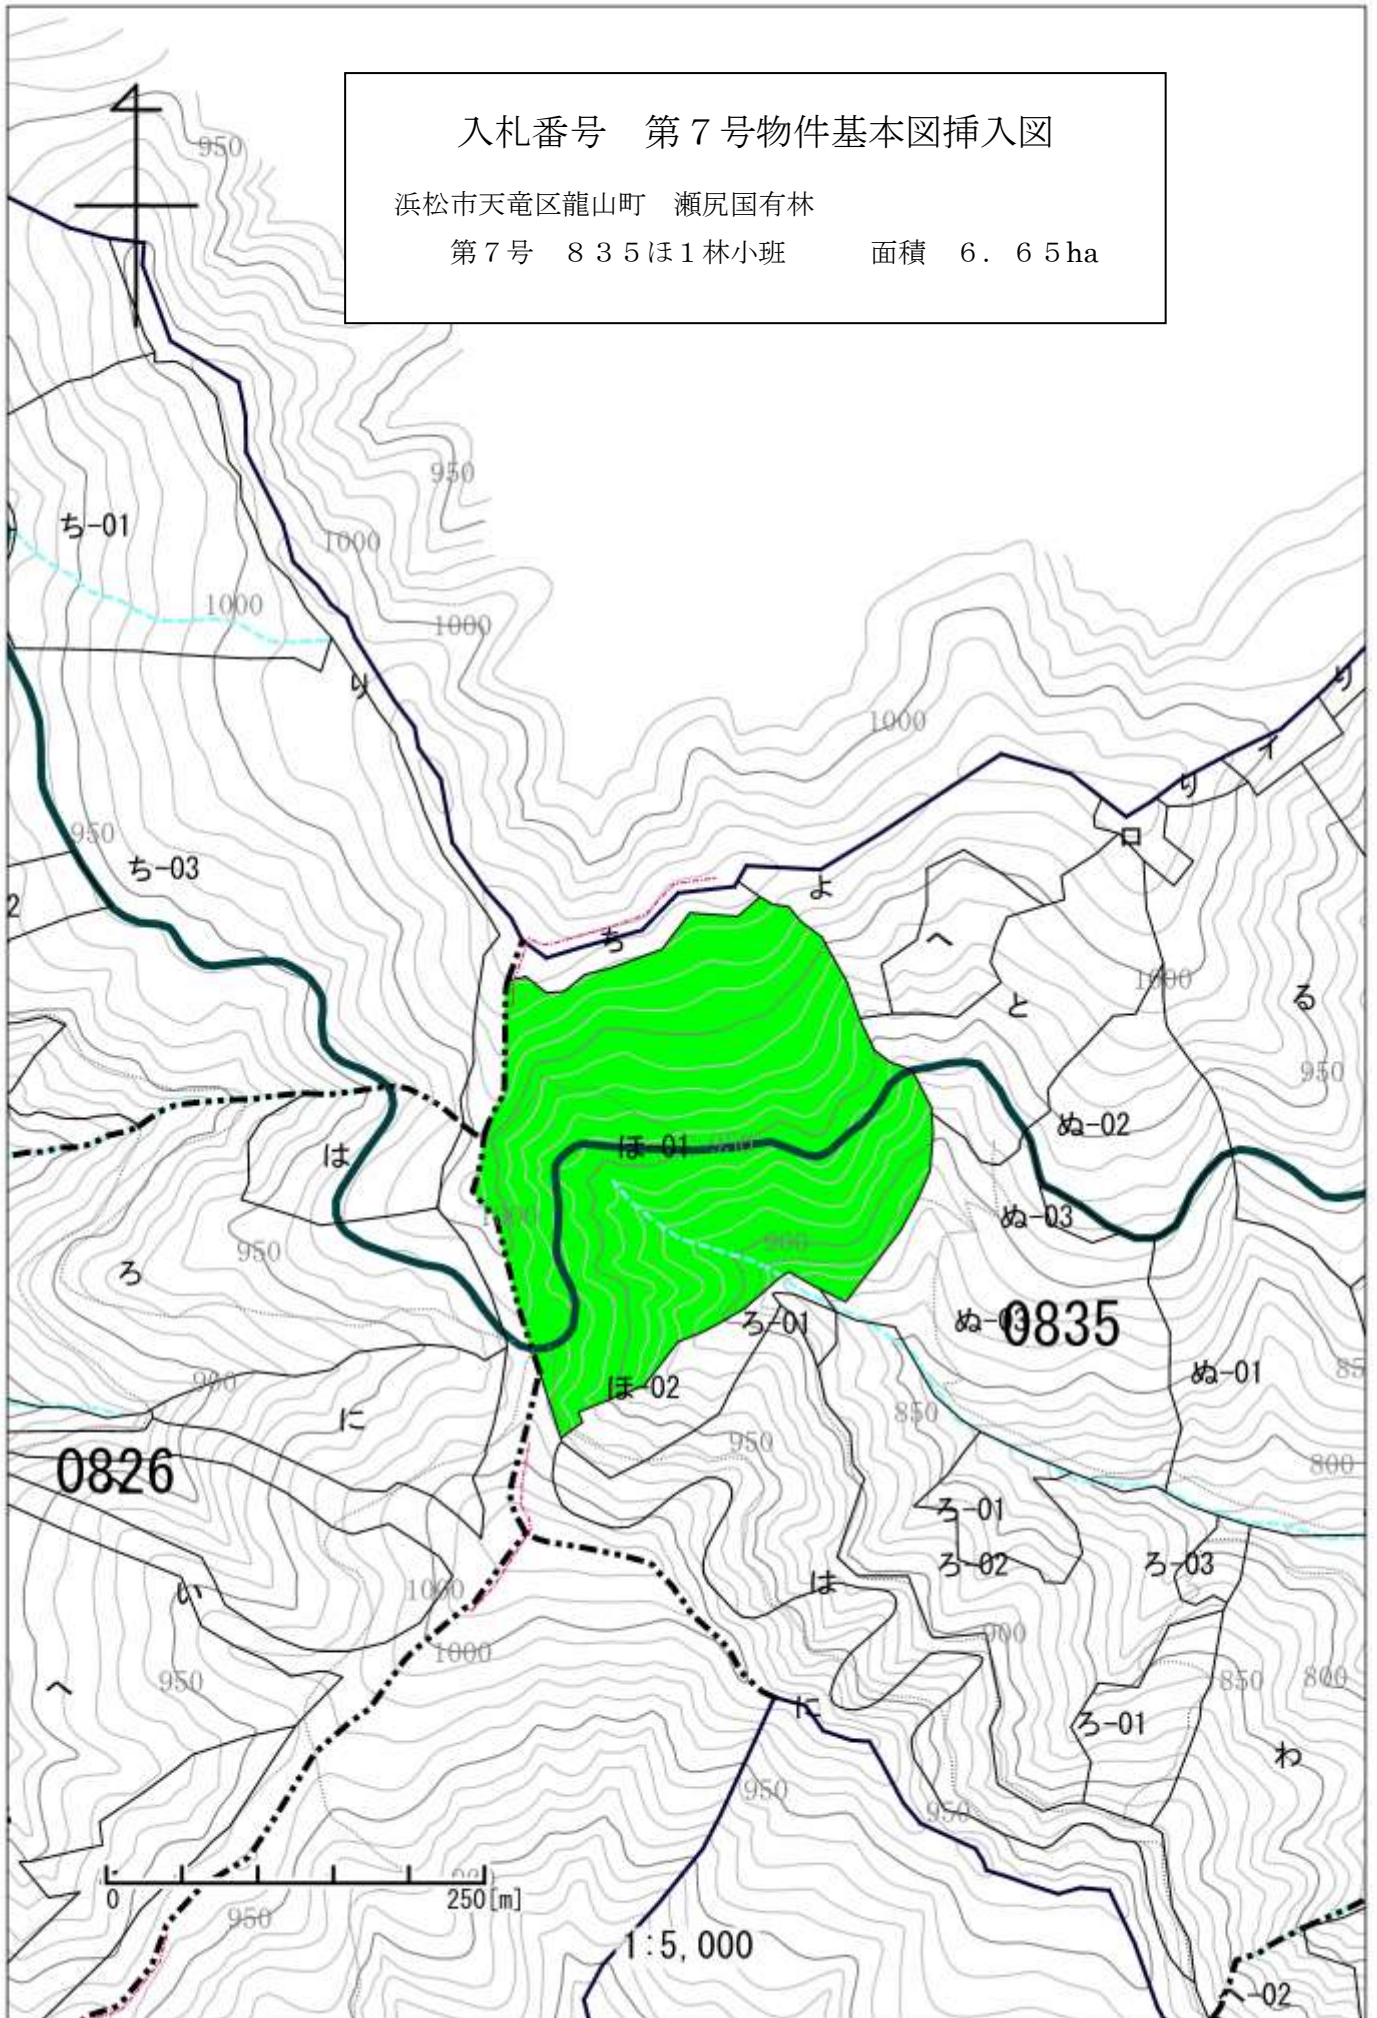 入札番号　第７号物件基本図挿入図
浜松市天竜区龍山町　瀬尻国有林
第７号　８３５ほ１林小班　　面積　６．６５ha
950
950
ち-01
1000
1000
1000
り
り
1000
イ
り
950
ロ
ち-03
2
よ
ち
へ
1000
と
る
950
ぬ-02
は
ほ-01
ぬ-03
950
ろ
900
ろ-01
ぬ-03
0835
ぬ-01
85
900
ほ-02
に
850
950
800
0826
ろ-01
ろ-02
ろ-03
い
1000
は
900
1000
950
850
800
へ
に
ろ-01
わ
950
950
0
250[m]
950
1:5,000
へ-02